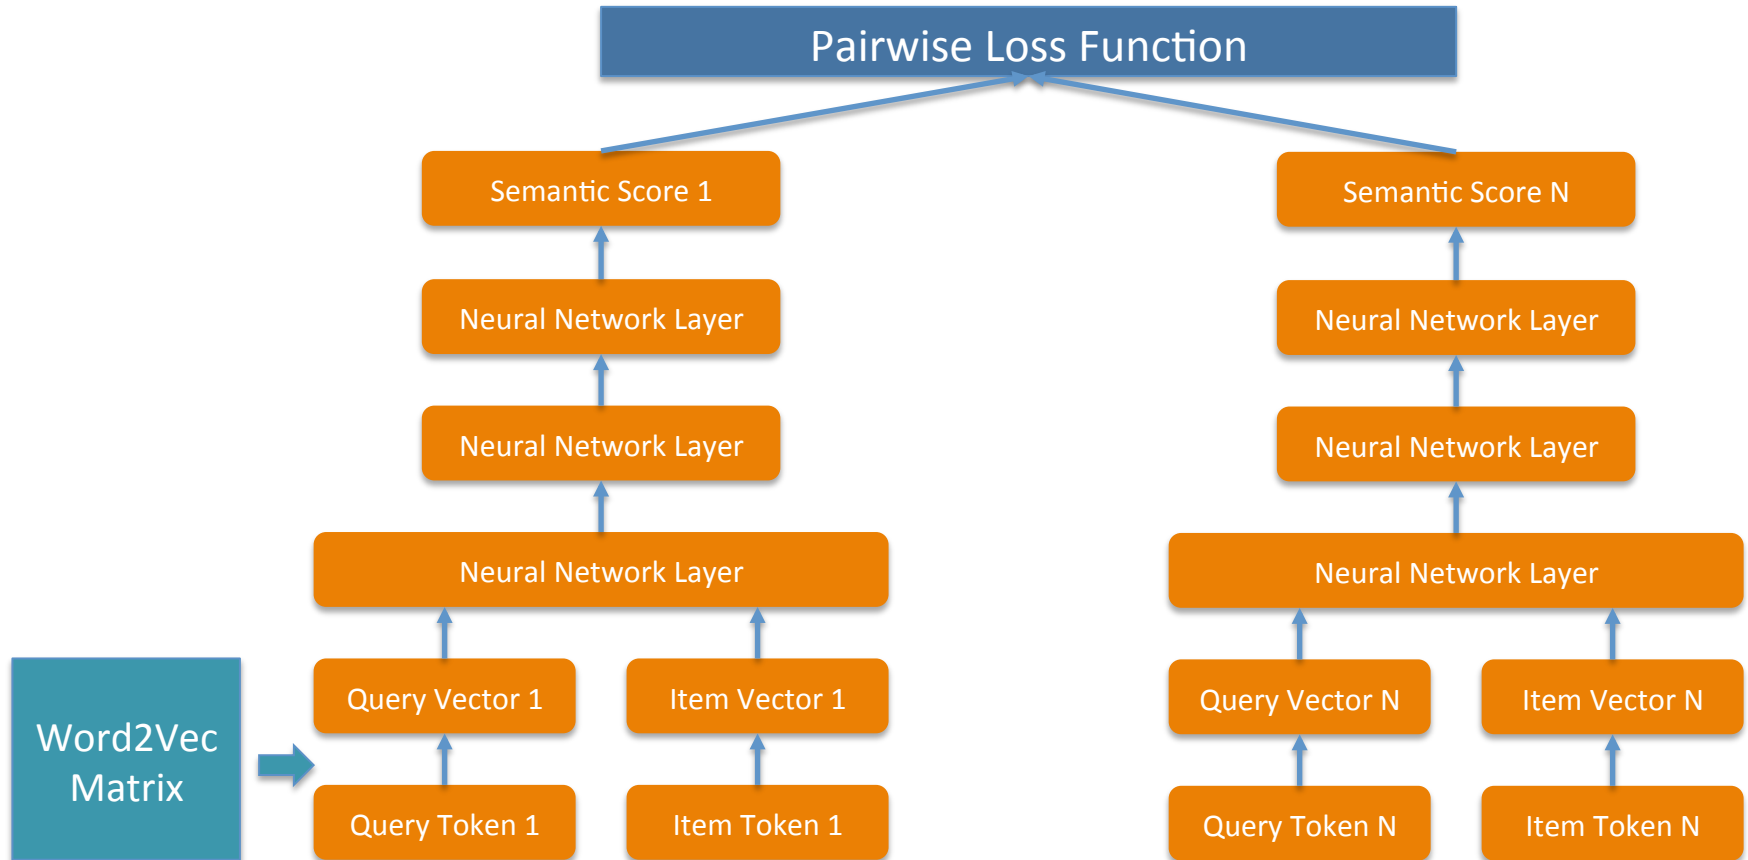 Pairwise Loss Function
Semantic Score 1
Semantic Score N
Neural Network Layer
Neural Network Layer
Neural Network Layer
Neural Network Layer
Neural Network Layer
Neural Network Layer
Query Vector 1
Item Vector 1
Query Vector N
Item Vector N
Word2Vec
Matrix
Query Token 1
Item Token 1
Query Token N
Item Token N